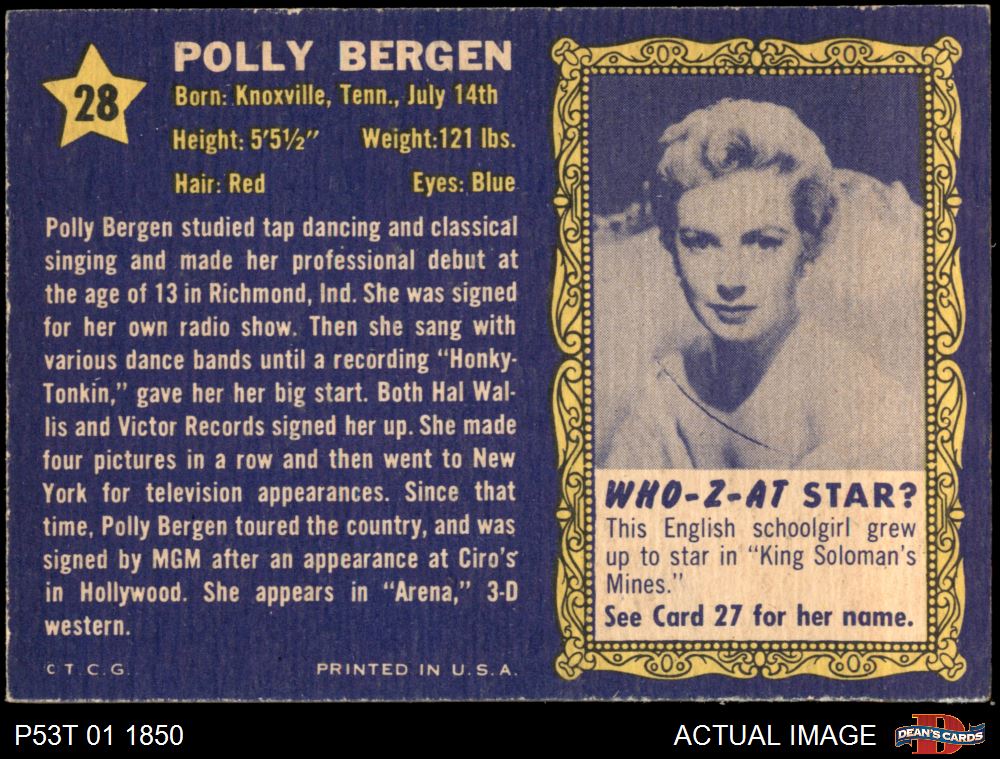 28
POLLY BERGEN
Born: Knoxville, Tenn., July 14th
Height: 5'5½" Weight:121 lbs.
Hair: Red Eyes: Blue
Polly Bergen studied tap dancing and classical
singing and made her professional debut at
the age of 13 in Richmond, Ind. She was signed
for her own radio show. Then she sang with
various dance bands until a recording "Honky-
Tonkin," gave her her big start. Both Hal Wal-
lis and Victor Records signed her up. She made
four pictures in a row and then went to New
York for television appearances. Since that
time, Polly Bergen toured the country, and was
signed by MGM after an appearance at Ciro's
in Hollywood. She appears in "Arena," 3-D
western.
C T. C. G. PRINTED IN U.S.A.
WHO-Z-AT STAR?
This English schoolgirl grew
up to star in "King Soloman's
Mines."
See Card 27 for her name.
P53T 01 1850 ACTUAL IMAGE
D
DEAN'S CARDS